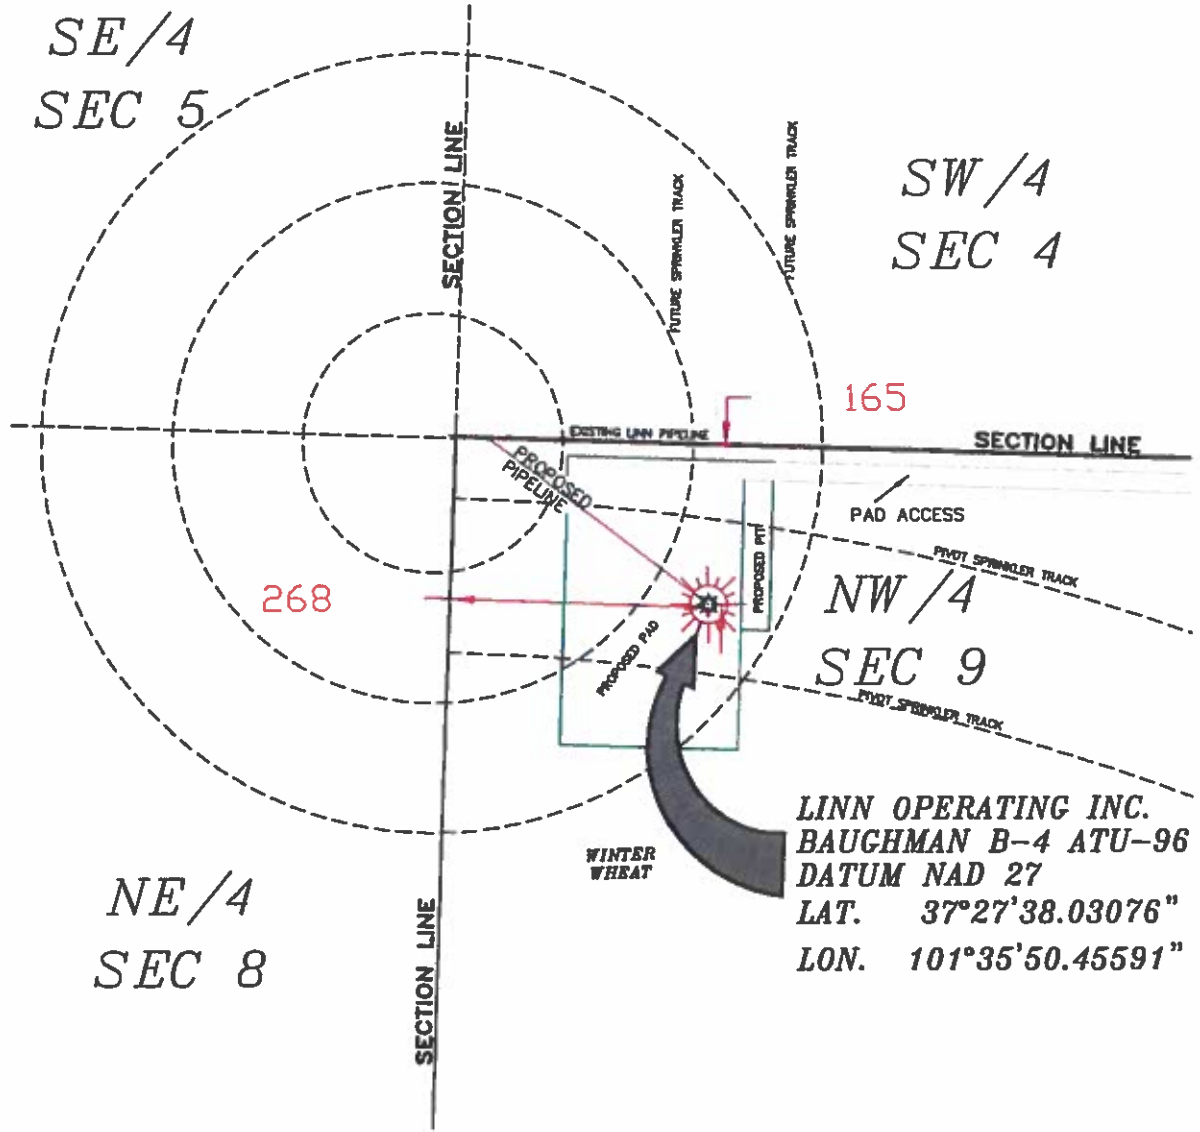 SE/4
SEC 5
SECTION LINE
FUTURE SPRINKLER TRACK
FUTURE SPRINKLER TRACK
SW/4
SEC 4
165
EXISTING LINN PIPELINE
SECTION LINE
PROPOSED
PIPELINE
PAD ACCESS
PROPOSED PIT
PIVOT SPRINKLER TRACK
268
NW/4
SEC 9
PROPOSED PAD
PIVOT SPRINKLER TRACK
LINN OPERATING INC.
BAUGHMAN B-4 ATU-96
DATUM NAD 27
LAT. 37°27'38.03076"
LON. 101°35'50.45591"
WINTER
WHEAT
NE/4
SEC 8
SECTION LINE